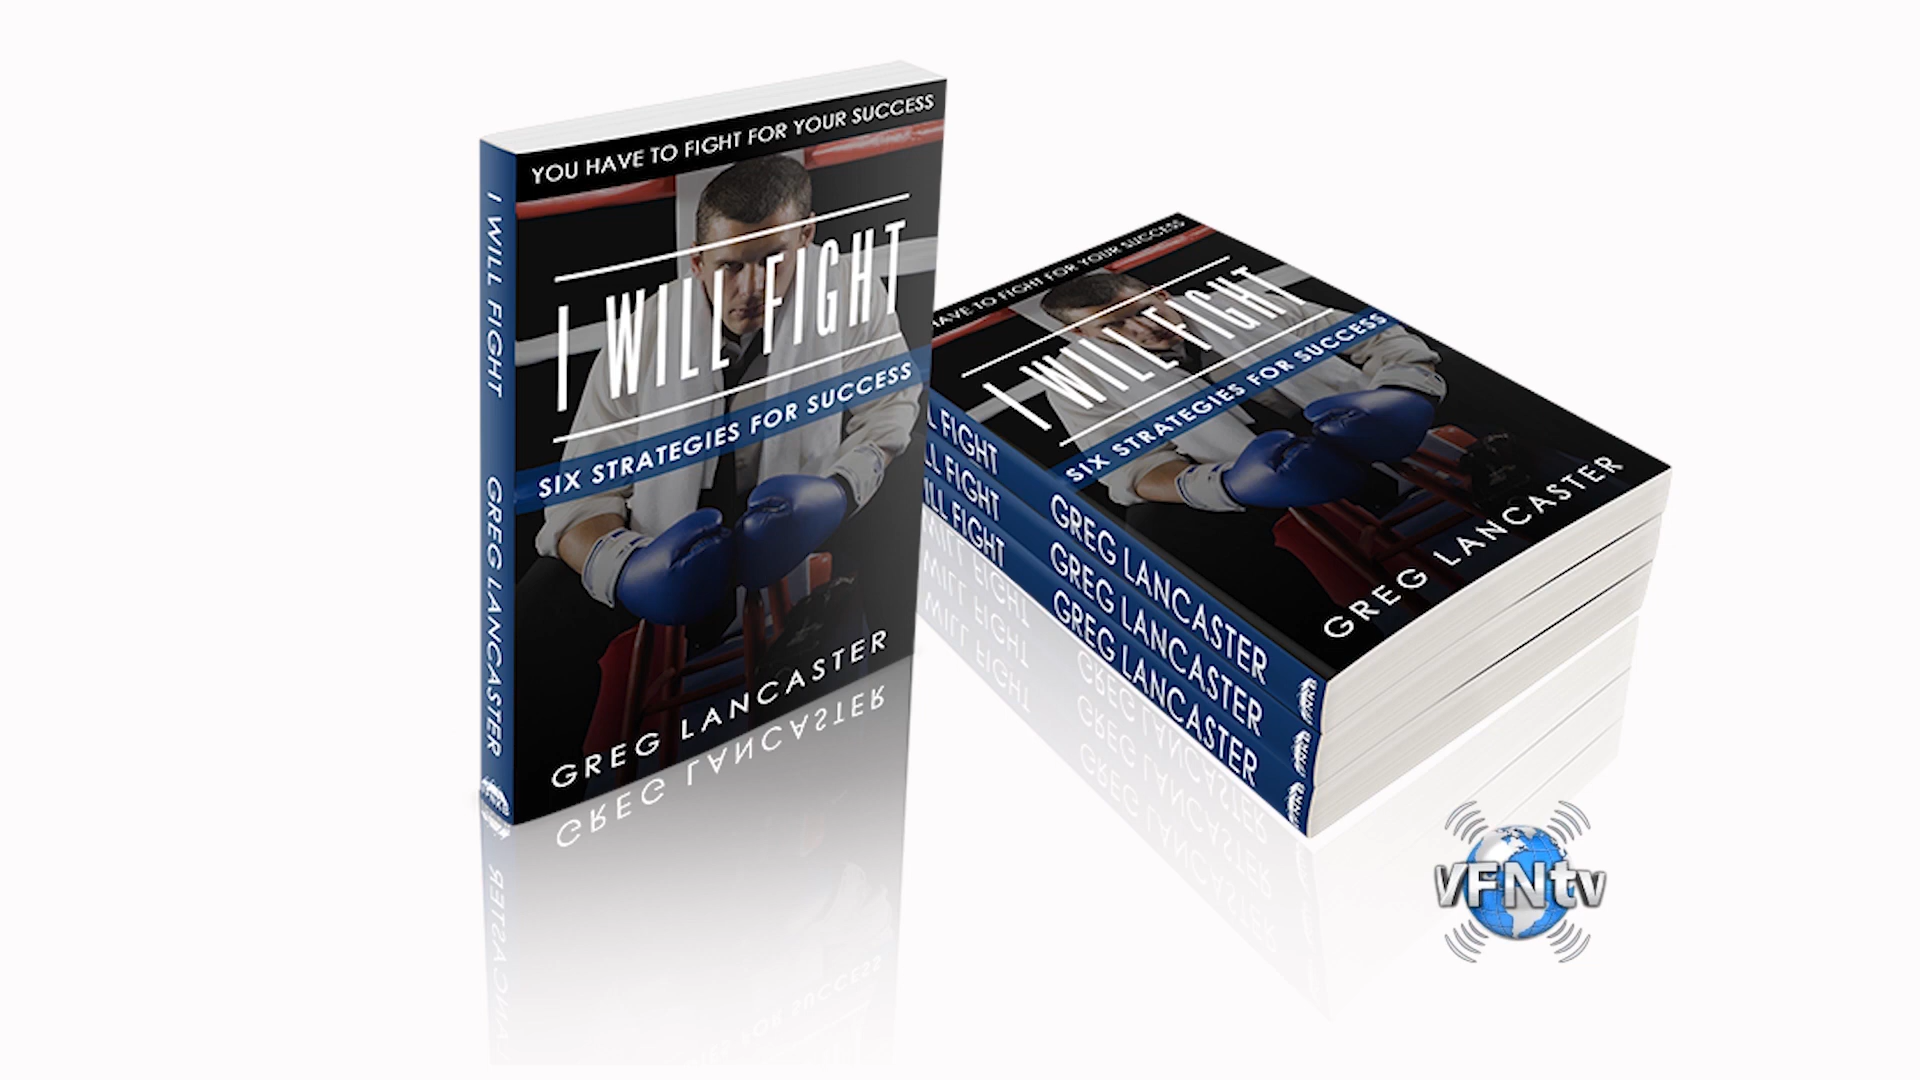 YOU HAVE TO FIGHT FOR YOUR SUCCESS
I WILL FIGHT
SIX STRATEGIES FOR SUCCESS
GREG LANCASTER
I WILL FIGHT GREG LANCASTER
HAVE TO FIGHT FOR YOUR SUCCESS
I WILL FIGHT
SIX STRATEGIES FOR SUCCESS
GREG LANCASTER
FIGHT GREG LANCASTER
FIGHT GREG LANCASTER
FIGHT GREG LANCASTER
VFNtv